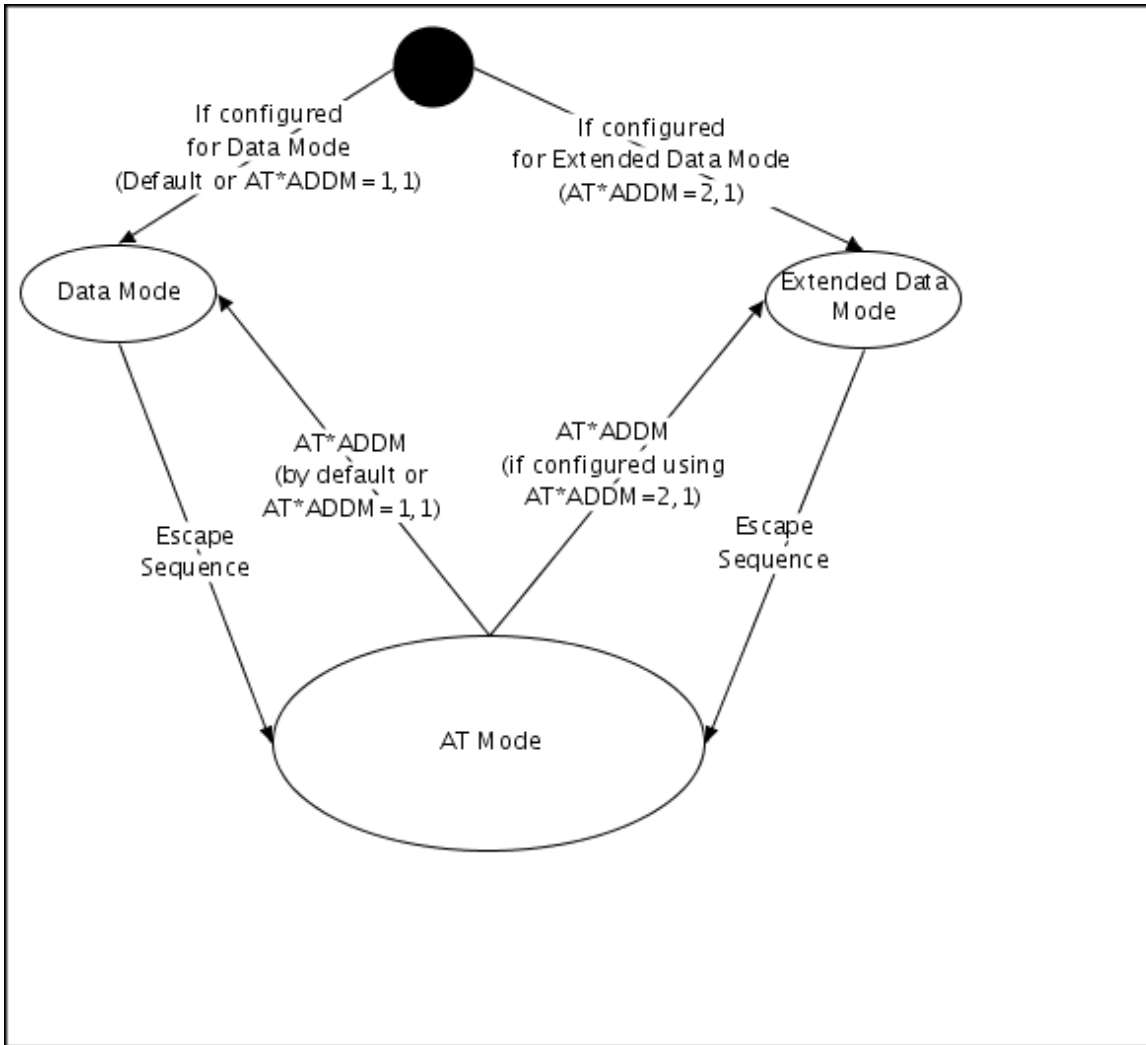 If configured
for Data Mode
(Default or AT*ADDM=1,1)
If configured
for Extended Data Mode
(AT*ADDM=2,1)
Data Mode
Extended Data
Mode
AT*ADDM
(by default or
AT*ADDM=1,1)
AT*ADDM
(if configured using
AT*ADDM=2,1)
Escape
Sequence
Escape
Sequence
AT Mode